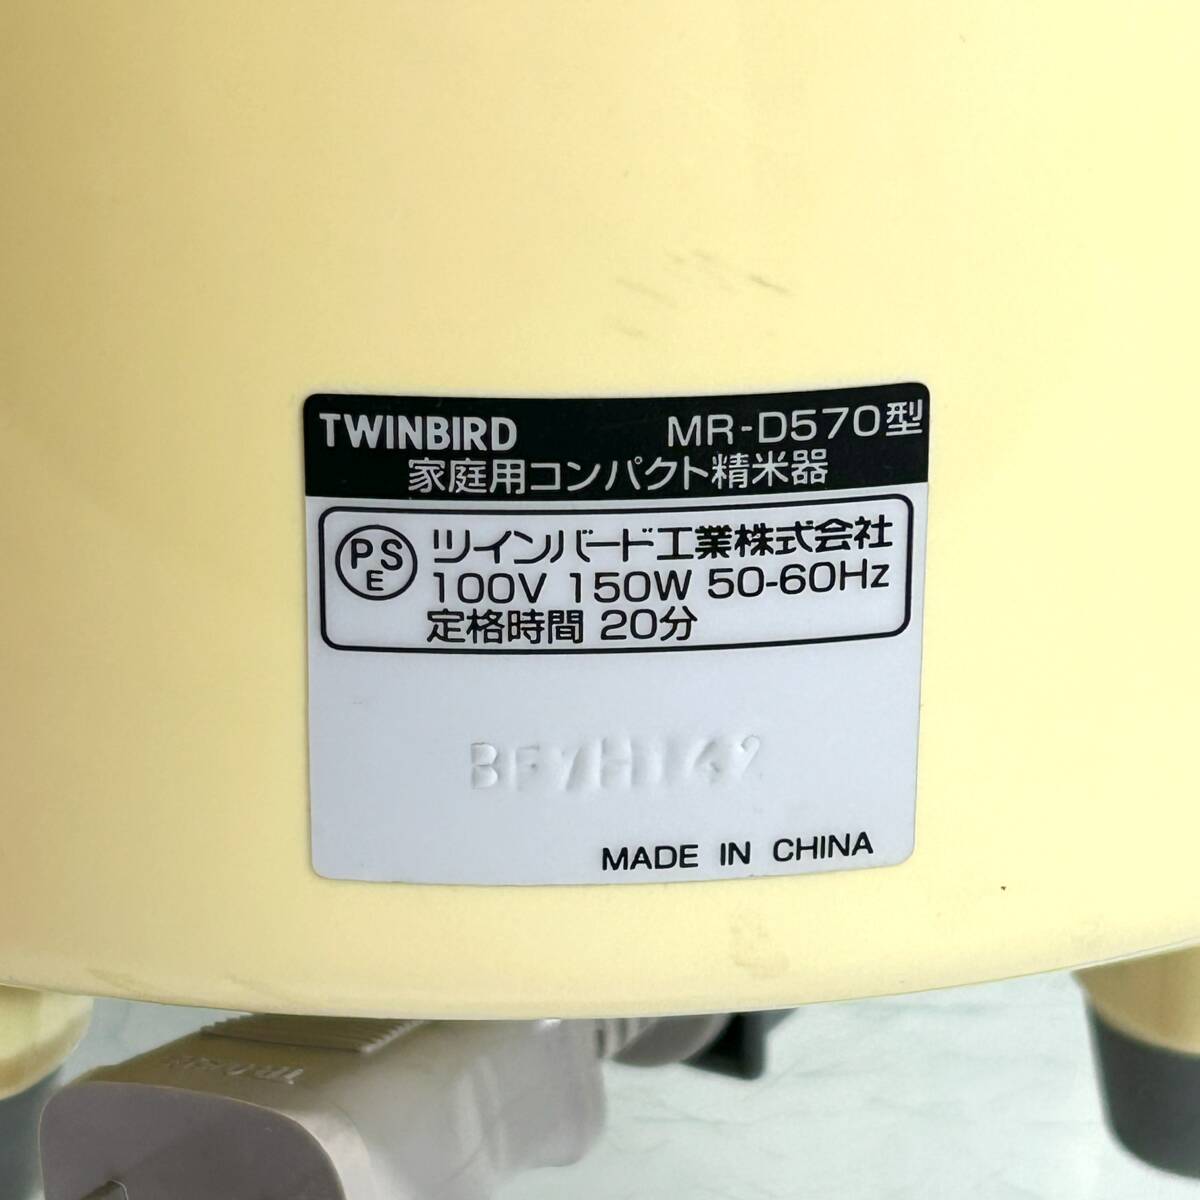 TWINBIRD MR-D570型
家庭用コンパクト精米器
PSE ツインバード工業株式会社
100V 150W 50-60Hz
定格時間 20分
MADE IN CHINA